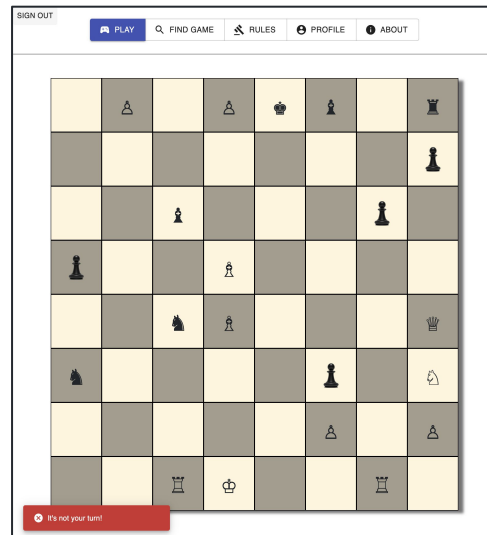 SIGN OUT
PLAY FIND GAME RULES PROFILE ABOUT
It's not your turn!